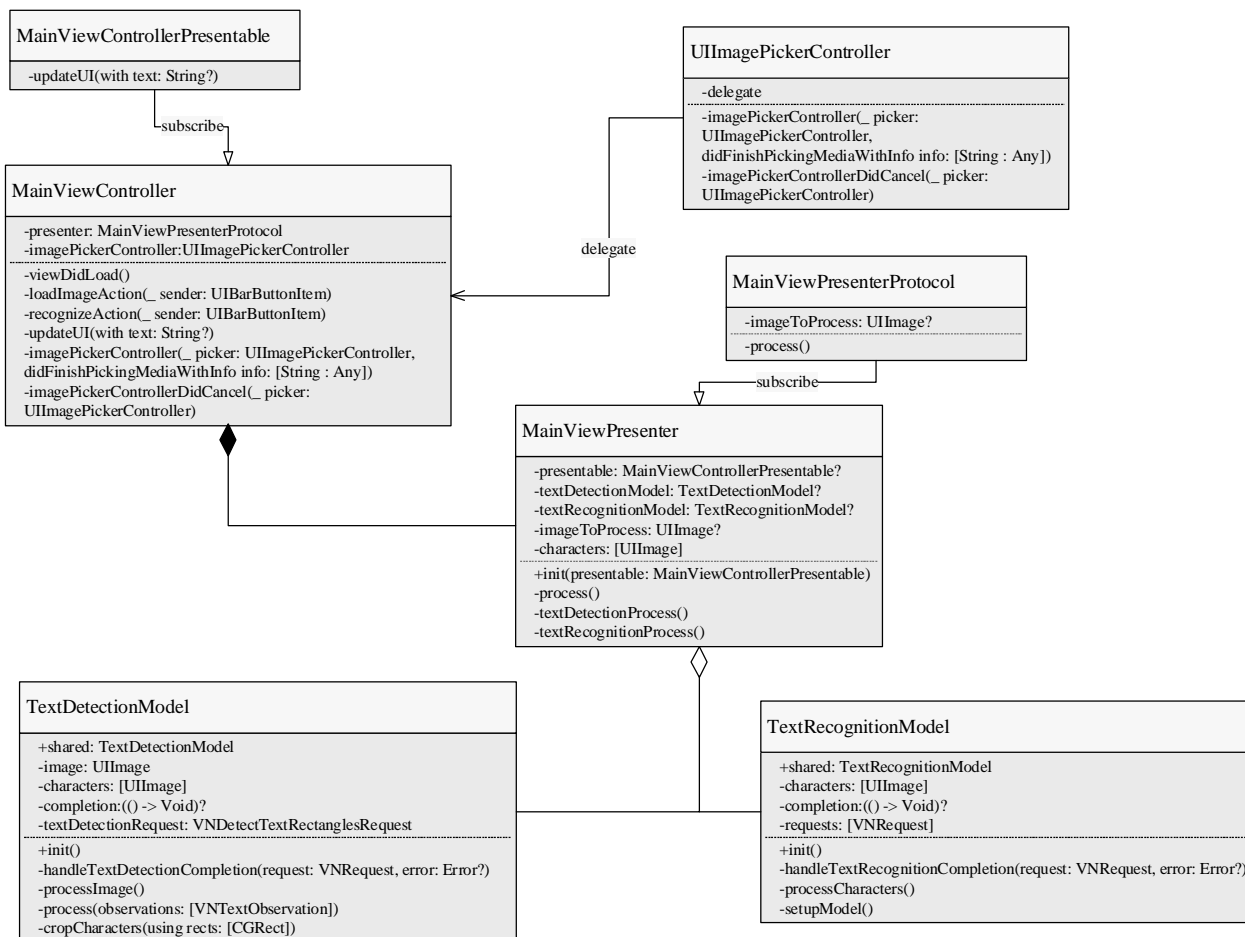 MainViewControllerPresentable
-updateUI(with text: String?)
subscribe
MainViewController
-presenter: MainViewPresenterProtocol
-imagePickerController:UIImagePickerController
-viewDidLoad()
-loadImageAction(_ sender: UIBarButtonItem)
-recognizeAction(_ sender: UIBarButtonItem)
-updateUI(with text: String?)
-imagePickerController(_ picker: UIImagePickerController,
didFinishPickingMediaWithInfo info: [String : Any])
-imagePickerControllerDidCancel(_ picker:
UIImagePickerController)
UIImagePickerController
-delegate
-imagePickerController(_ picker:
UIImagePickerController,
didFinishPickingMediaWithInfo info: [String : Any])
-imagePickerControllerDidCancel(_ picker:
UIImagePickerController)
delegate
MainViewPresenterProtocol
-imageToProcess: UIImage?
-process()
subscribe
MainViewPresenter
-presentable: MainViewControllerPresentable?
-textDetectionModel: TextDetectionModel?
-textRecognitionModel: TextRecognitionModel?
-imageToProcess: UIImage?
-characters: [UIImage]
+init(presentable: MainViewControllerPresentable)
-process()
-textDetectionProcess()
-textRecognitionProcess()
TextDetectionModel
+shared: TextDetectionModel
-image: UIImage
-characters: [UIImage]
-completion:(() -> Void)?
-textDetectionRequest: VNDetectTextRectanglesRequest
+init()
-handleTextDetectionCompletion(request: VNRequest, error: Error?)
-processImage()
-process(observations: [VNTextObservation])
-cropCharacters(using rects: [CGRect])
TextRecognitionModel
+shared: TextRecognitionModel
-characters: [UIImage]
-completion:(() -> Void)?
-requests: [VNRequest]
+init()
-handleTextRecognitionCompletion(request: VNRequest, error: Error?)
-processCharacters()
-setupModel()